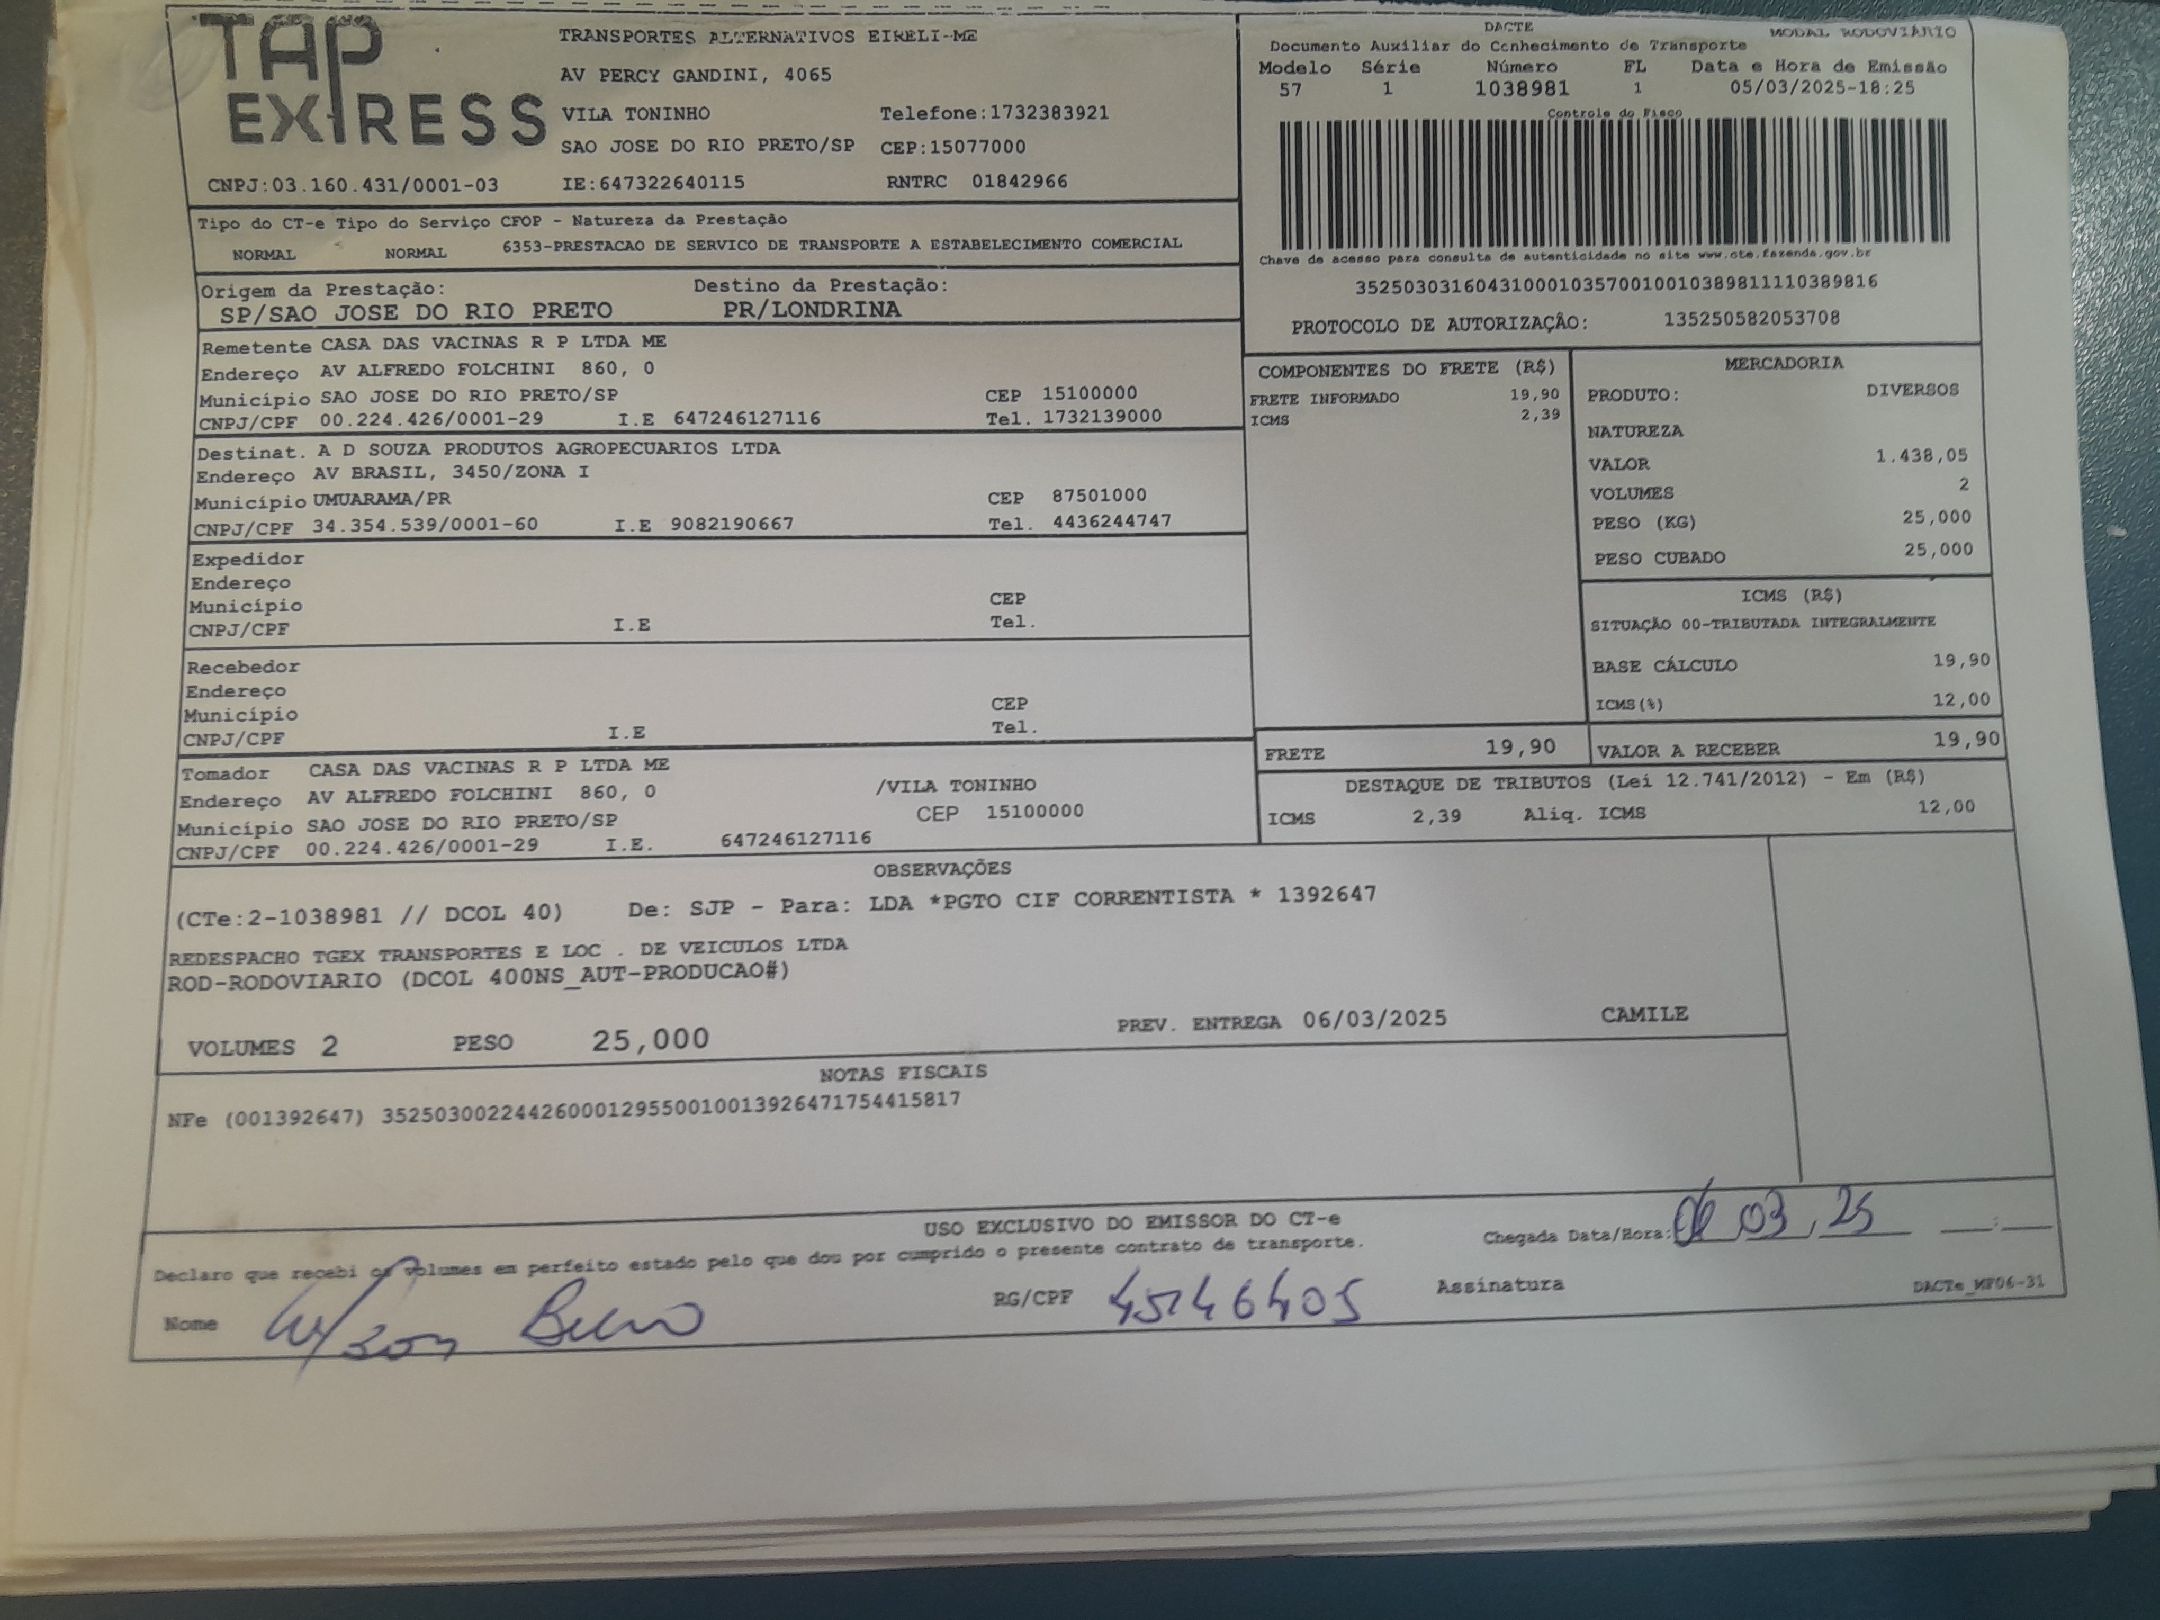 TAP EXPRESS
TRANSPORTES ALTERNATIVOS EIRELI-ME
AV PERCY GANDINI, 4065
VILA TONINHO Telefone:1732383921
SAO JOSE DO RIO PRETO/SP CEP:15077000
CNPJ:03.160.431/0001-03 IE:647322640115 RNTRC 01842966
DACTE MODAL RODOVIÁRIO
Documento Auxiliar do Conhecimento de Transporte
Modelo Série Número FL Data e Hora de Emissão
57 1 1038981 1 05/03/2025-18:25
Controle do Fisco
Chave de acesso para consulta de autenticidade no site www.cte.fazenda.gov.br
35250303160431000103570010010389811110389816
PROTOCOLO DE AUTORIZAÇÂO: 135250582053708
Tipo do CT-e Tipo do Serviço CFOP - Natureza da Prestação
NORMAL NORMAL 6353-PRESTACAO DE SERVICO DE TRANSPORTE A ESTABELECIMENTO COMERCIAL
Origem da Prestação: Destino da Prestação:
SP/SAO JOSE DO RIO PRETO PR/LONDRINA
Remetente CASA DAS VACINAS R P LTDA ME
Endereço AV ALFREDO FOLCHINI 860, 0
Município SAO JOSE DO RIO PRETO/SP CEP 15100000
CNPJ/CPF 00.224.426/0001-29 I.E 647246127116 Tel. 1732139000
Destinat. A D SOUZA PRODUTOS AGROPECUARIOS LTDA
Endereço AV BRASIL, 3450/ZONA I
Município UMUARAMA/PR CEP 87501000
CNPJ/CPF 34.354.539/0001-60 I.E 9082190667 Tel. 4436244747
Expedidor
Endereço
Município CEP
CNPJ/CPF I.E Tel.
Recebedor
Endereço
Município CEP
CNPJ/CPF I.E Tel.
Tomador CASA DAS VACINAS R P LTDA ME
Endereço AV ALFREDO FOLCHINI 860, 0 /VILA TONINHO
Município SAO JOSE DO RIO PRETO/SP CEP 15100000
CNPJ/CPF 00.224.426/0001-29 I.E. 647246127116
COMPONENTES DO FRETE (R$)
FRETE INFORMADO 19,90
ICMS 2,39
MERCADORIA
PRODUTO: DIVERSOS
NATUREZA
VALOR 1.438,05
VOLUMES 2
PESO (KG) 25,000
PESO CUBADO 25,000
ICMS (R$)
SITUAÇÃO 00-TRIBUTADA INTEGRALMENTE
BASE CÁLCULO 19,90
ICMS(%) 12,00
FRETE 19,90 VALOR A RECEBER 19,90
DESTAQUE DE TRIBUTOS (Lei 12.741/2012) - Em (R$)
ICMS 2,39 Aliq. ICMS 12,00
OBSERVAÇÕES
(CTe:2-1038981 // DCOL 40) De: SJP - Para: LDA *PGTO CIF CORRENTISTA * 1392647
REDESPACHO TGEX TRANSPORTES E LOC . DE VEICULOS LTDA
ROD-RODOVIARIO (DCOL 400NS_AUT-PRODUCAO#)
VOLUMES 2 PESO 25,000 PREV. ENTREGA 06/03/2025 CAMILE
NOTAS FISCAIS
NFe (001392647) 35250300224426000129550010013926471754415817
USO EXCLUSIVO DO EMISSOR DO CT-e
Declaro que recebi os volumes em perfeito estado pelo que dou por cumprido o presente contrato de transporte. Chegada Data/Hora: 03, 25 :
Nome RG/CPF 45146405 Assinatura DACTe_MF06-31